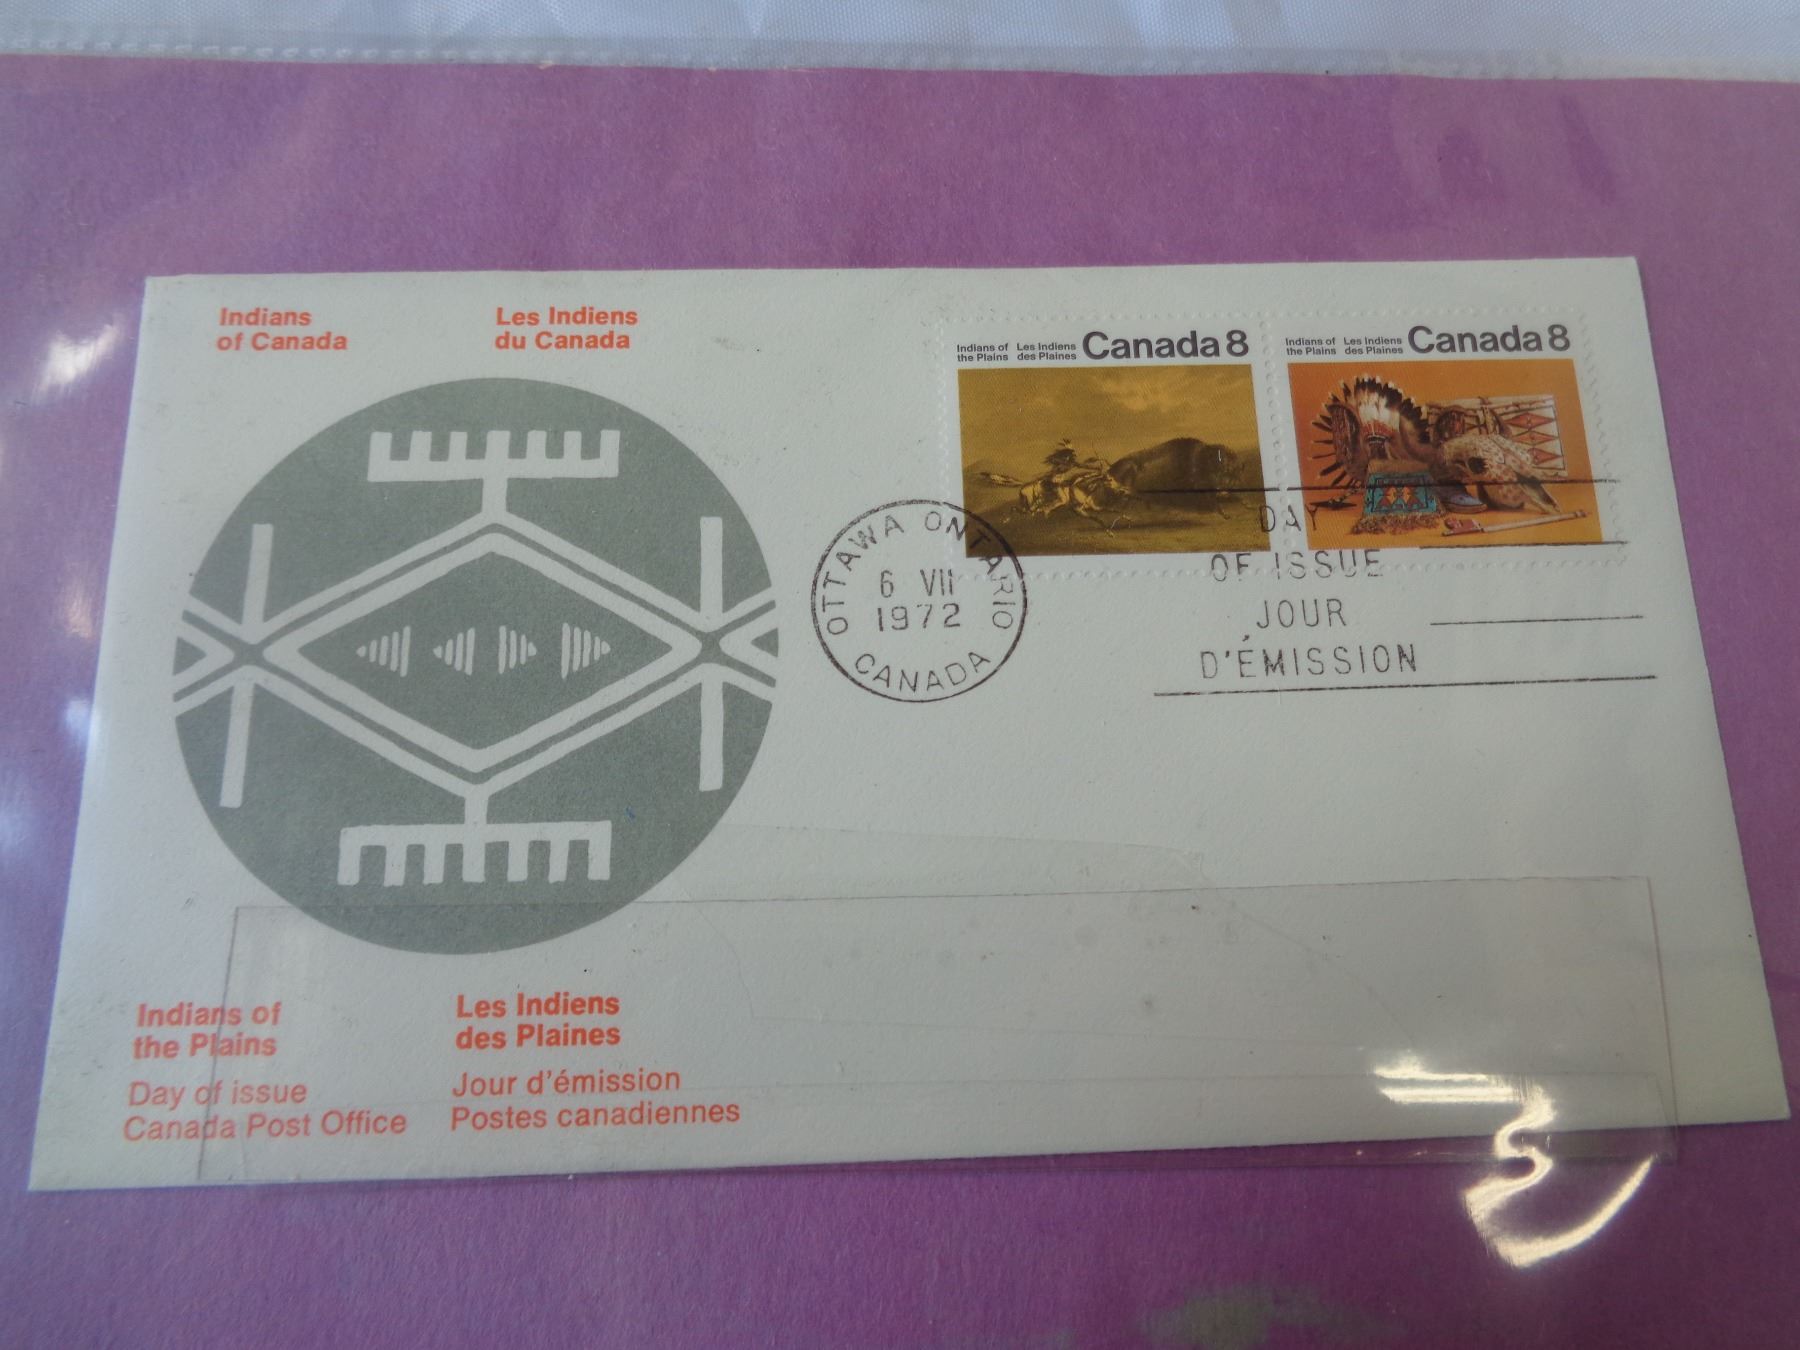 Indians
of Canada
Les Indiens
du Canada
Indians of
the Plains
Les Indiens
des Plaines
Canada 8
Indians of
the Plains
Les Indiens
des Plaines
Canada 8
OTTAWA ONTARIO
6 VII
1972
CANADA
DAY
OF ISSUE
JOUR
D'ÉMISSION
Indians of
the Plains
Day of issue
Canada Post Office
Les Indiens
des Plaines
Jour d'émission
Postes canadiennes